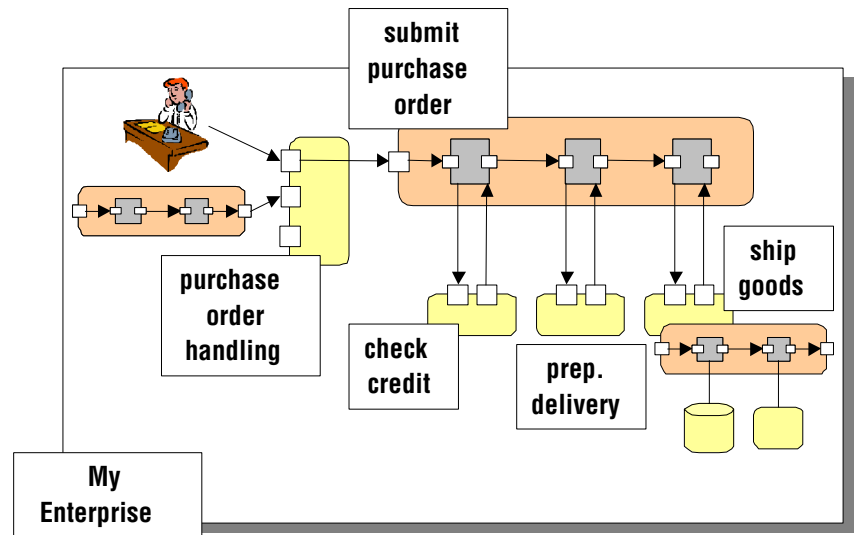 submit
purchase
order
purchase
order
handling
check
credit
prep.
delivery
ship
goods
My
Enterprise